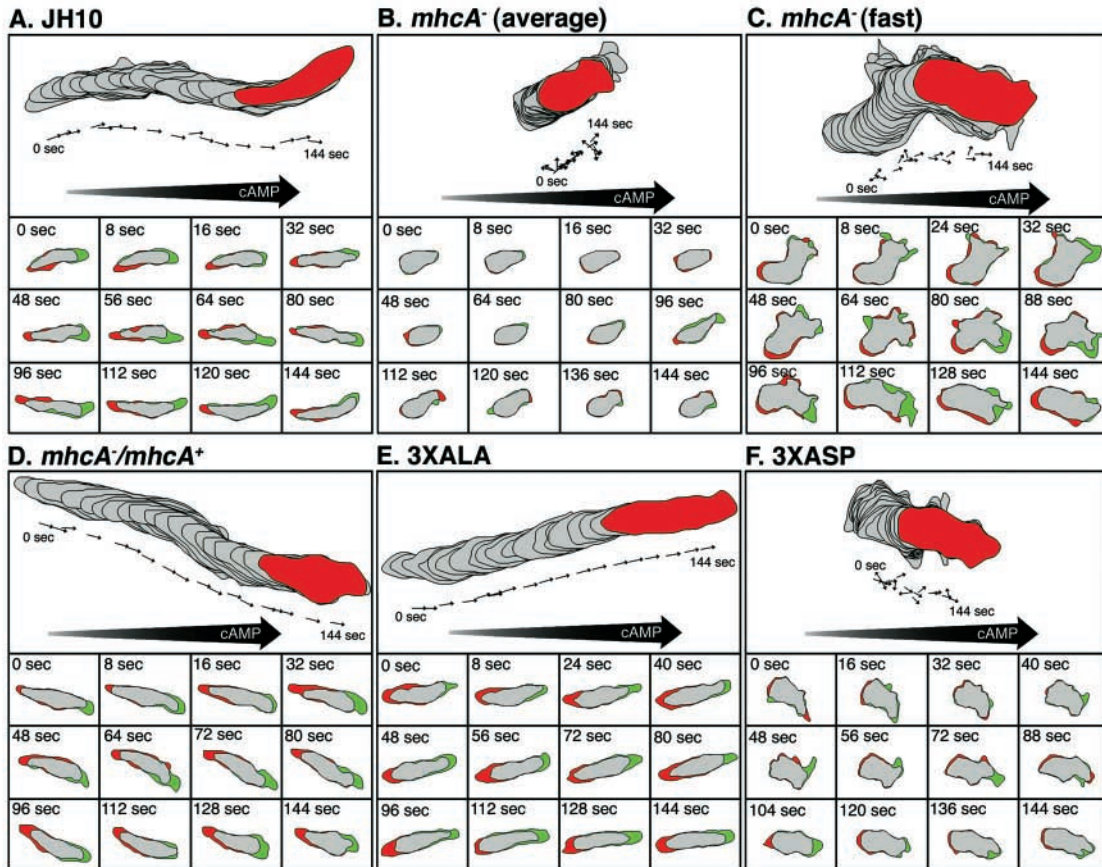 A. JH10
B. mhcA- (average)
C. mhcA- (fast)
0 sec
144 sec
cAMP
144 sec
0 sec
cAMP
0 sec
144 sec
cAMP
0 sec 8 sec 16 sec 32 sec
48 sec 56 sec 64 sec 80 sec
96 sec 112 sec 120 sec 144 sec
0 sec 8 sec 16 sec 32 sec
48 sec 64 sec 80 sec 96 sec
112 sec 120 sec 136 sec 144 sec
0 sec 8 sec 24 sec 32 sec
48 sec 64 sec 80 sec 88 sec
96 sec 112 sec 128 sec 144 sec
D. mhcA-/mhcA+
E. 3XALA
F. 3XASP
0 sec
144 sec
cAMP
0 sec
144 sec
cAMP
0 sec
144 sec
cAMP
0 sec 8 sec 16 sec 32 sec
48 sec 64 sec 72 sec 80 sec
96 sec 112 sec 128 sec 144 sec
0 sec 8 sec 24 sec 40 sec
48 sec 56 sec 72 sec 80 sec
96 sec 112 sec 128 sec 144 sec
0 sec 16 sec 32 sec 40 sec
48 sec 56 sec 72 sec 88 sec
104 sec 120 sec 136 sec 144 sec